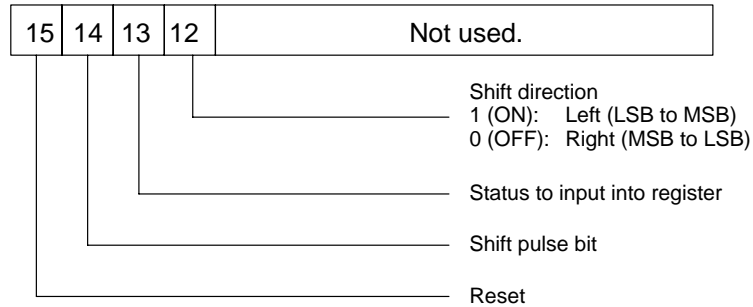 15 14 13 12 Not used.
Shift direction
1 (ON): Left (LSB to MSB)
0 (OFF): Right (MSB to LSB)
Status to input into register
Shift pulse bit
Reset